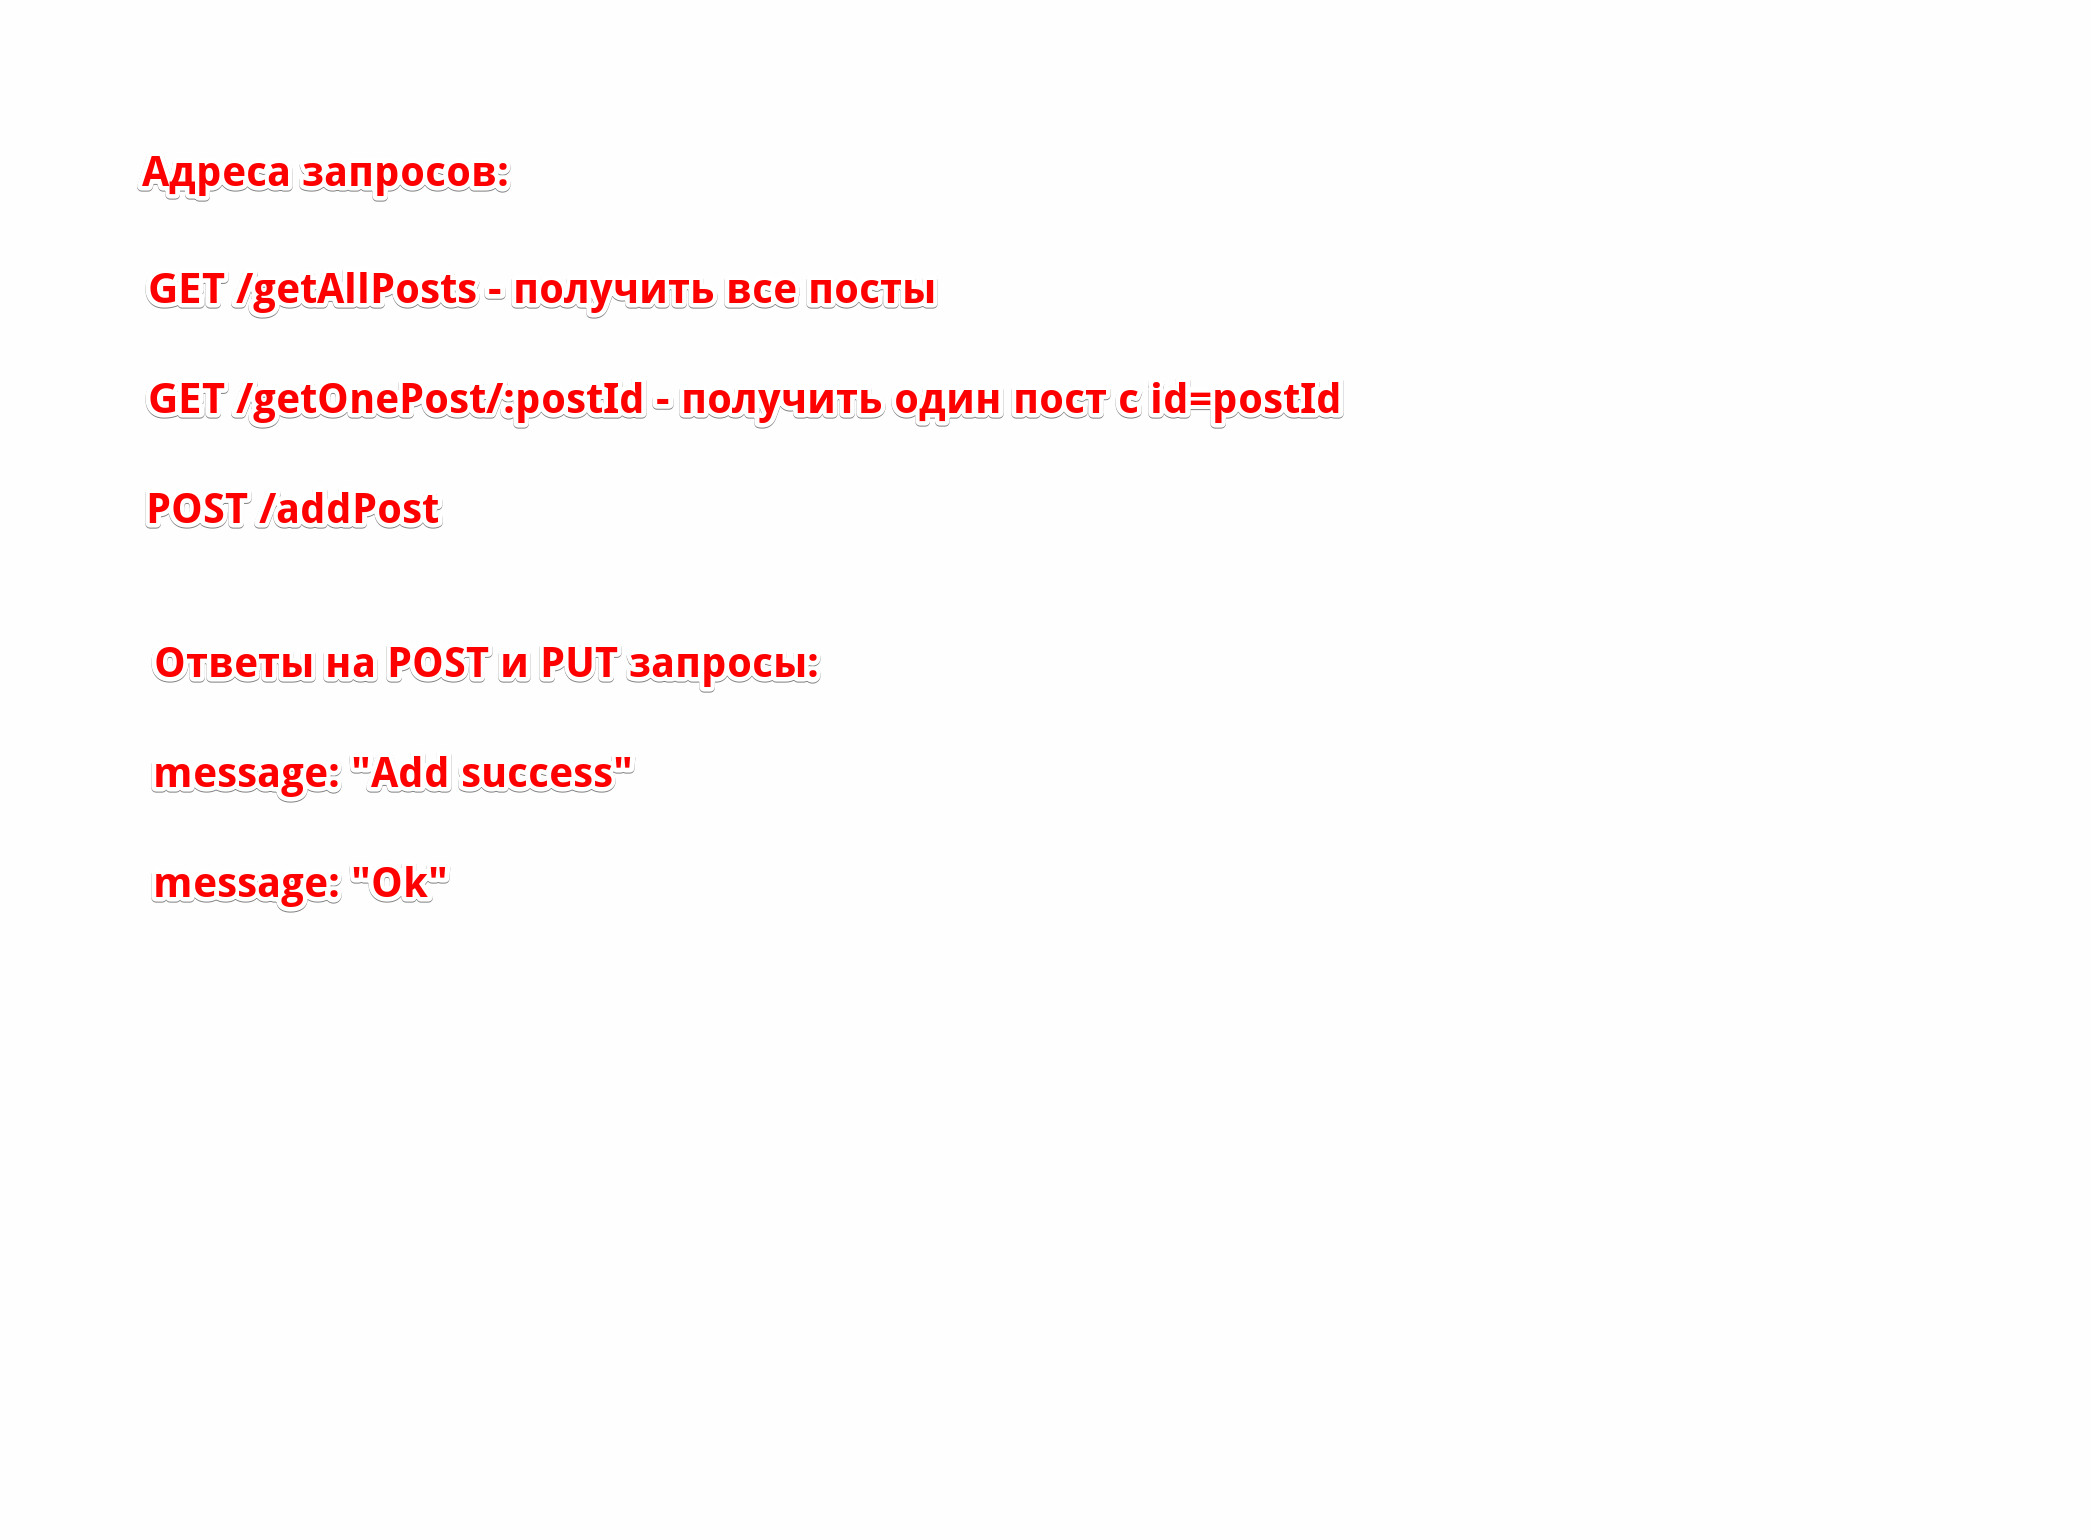 Адреса запросов:
GET /getAllPosts - получить все посты
GET /getOnePost/:postId - получить один пост с id=postId
POST /addPost
Ответы на POST и PUT запросы:
message: "Add success"
message: "Ok"